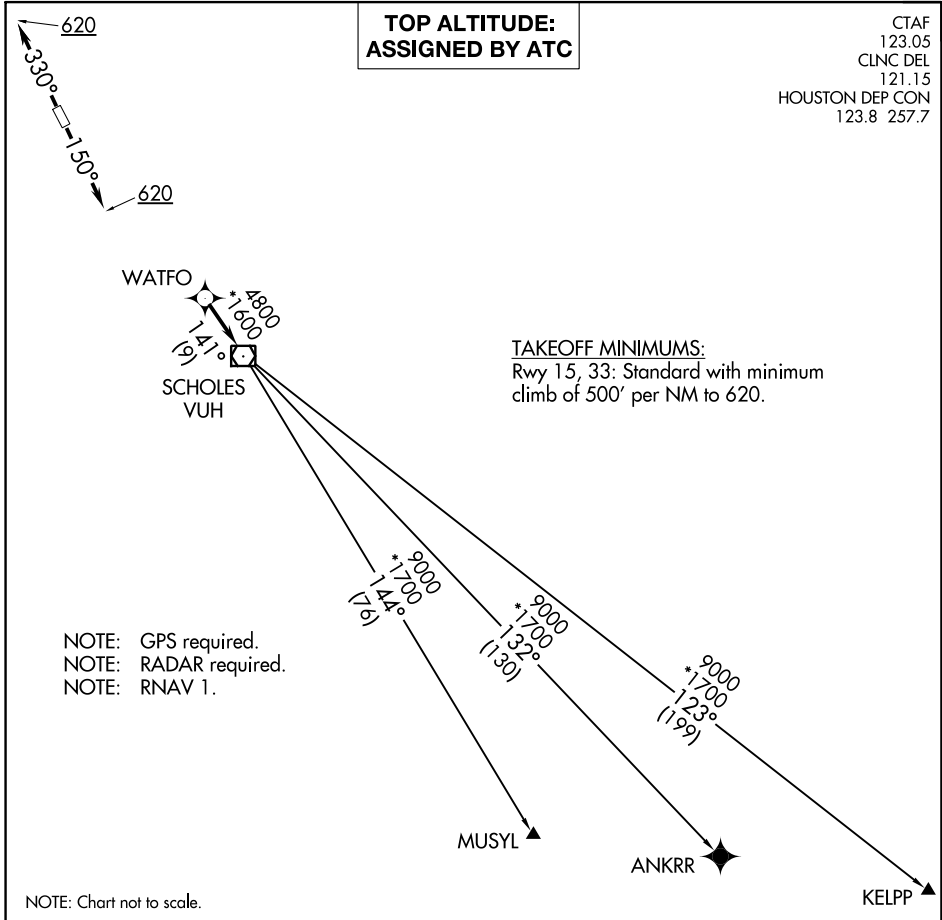 620
TOP ALTITUDE:
ASSIGNED BY ATC
CTAF
123.05
CLNC DEL
121.15
HOUSTON DEP CON
123.8 257.7
330°
150°
620
WATFO
4800
*1600
141°
(9)
SCHOLES
VUH
TAKEOFF MINIMUMS:
Rwy 15, 33: Standard with minimum
climb of 500' per NM to 620.
9000
*1700
144°
(76)
9000
*1700
132°
(130)
9000
*1700
123°
(199)
NOTE: GPS required.
NOTE: RADAR required.
NOTE: RNAV 1.
MUSYL
ANKRR
KELPP
NOTE: Chart not to scale.